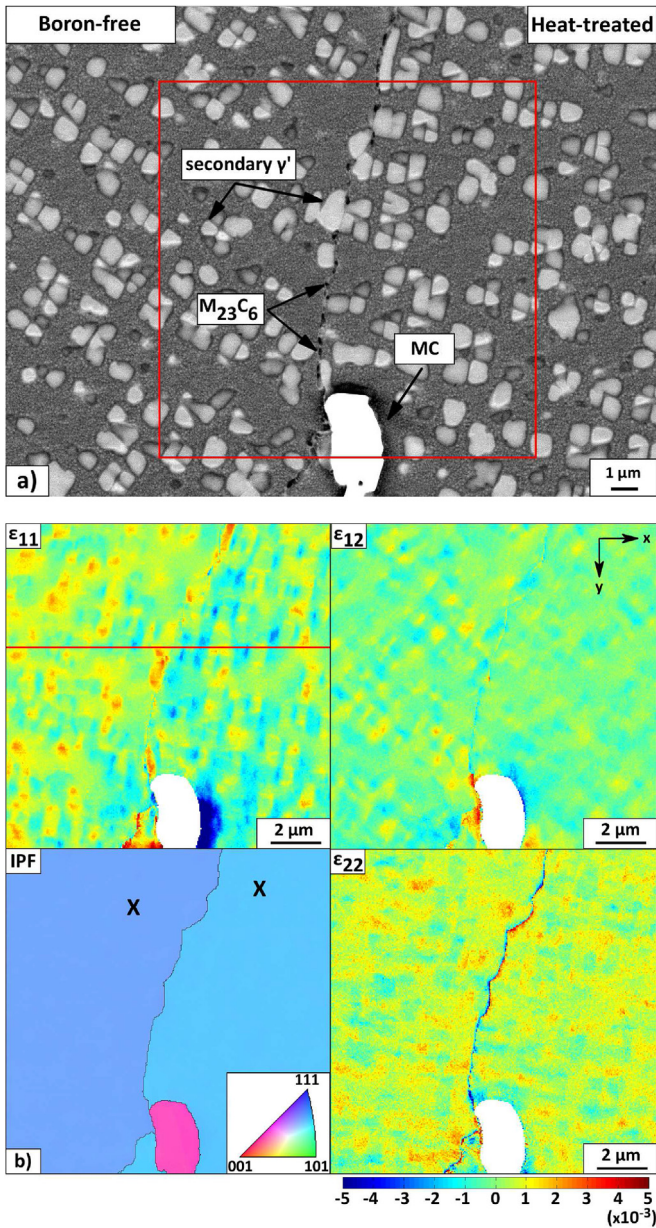 Boron-free Heat-treated
secondary γ'
M23C6
MC
a) 1 μm
ε11 ε12
x
y
2 μm 2 μm
IPF ε22
X X
111
001 101
b) 2 μm
-5 -4 -3 -2 -1 0 1 2 3 4 5
(x10-3)